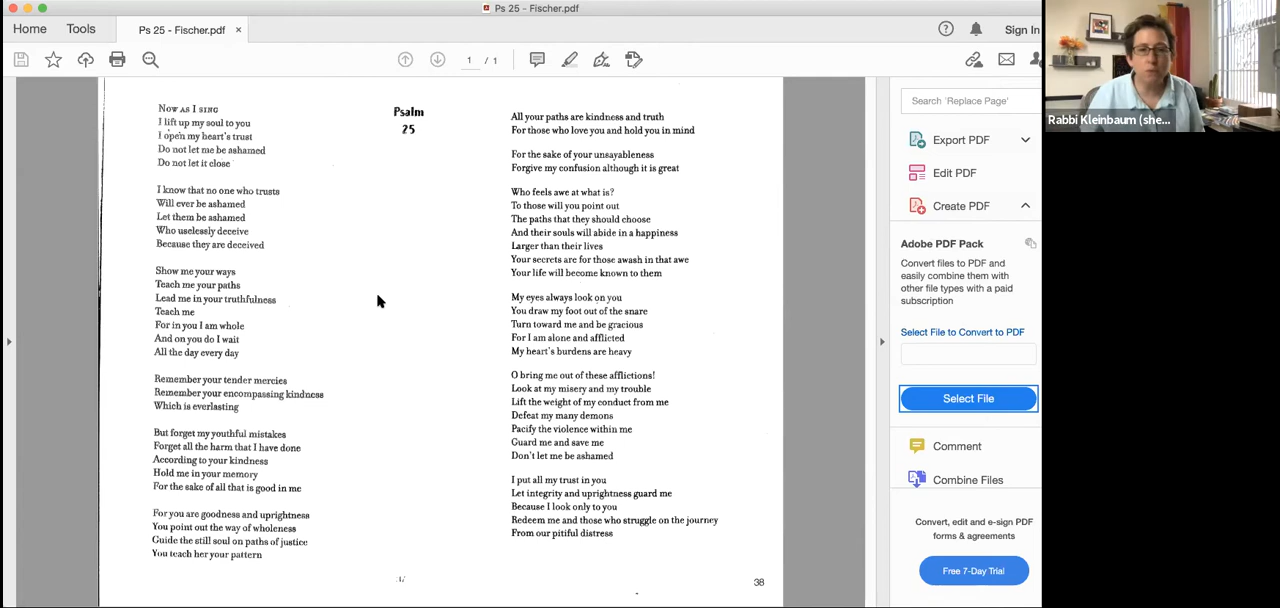 Ps 25 - Fischer.pdf
Home
Tools
Ps 25 - Fischer.pdf ×
Sign In
1 / 1
Now AS I SING
I lift up my soul to you
I open my heart's trust
Do not let me be ashamed
Do not let it close
I know that no one who trusts
Will ever be ashamed
Let them be ashamed
Who uselessly deceive
Because they are deceived
Show me your ways
Teach me your paths
Lead me in your truthfulness
Teach me
For in you I am whole
And on you do I wait
All the day every day
Remember your tender mercies
Remember your encompassing kindness
Which is everlasting
But forget my youthful mistakes
Forget all the harm that I have done
According to your kindness
Hold me in your memory
For the sake of all that is good in me
For you are goodness and uprightness
You point out the way of wholeness
Guide the still soul on paths of justice
You teach her your pattern
Psalm
25
All your paths are kindness and truth
For those who love you and hold you in mind
For the sake of your unsayableness
Forgive my confusion although it is great
Who feels awe at what is?
To those will you point out
The paths that they should choose
And their souls will abide in a happiness
Larger than their lives
Your secrets are for those awash in that awe
Your life will become known to them
My eyes always look on you
You draw my foot out of the snare
Turn toward me and be gracious
For I am alone and afflicted
My heart's burdens are heavy
O bring me out of these afflictions!
Look at my misery and my trouble
Lift the weight of my conduct from me
Defeat my many demons
Pacify the violence within me
Guard me and save me
Don't let me be ashamed
I put all my trust in you
Let integrity and uprightness guard me
Because I look only to you
Redeem me and those who struggle on the journey
From our pitiful distress
38
Search 'Replace Page'
Export PDF
Edit PDF
Create PDF
Adobe PDF Pack
Convert files to PDF and
easily combine them with
other file types with a paid
subscription
Select File to Convert to PDF
Select File
Comment
Combine Files
Convert, edit and e-sign PDF
forms & agreements
Free 7-Day Trial
Rabbi Kleinbaum (she...